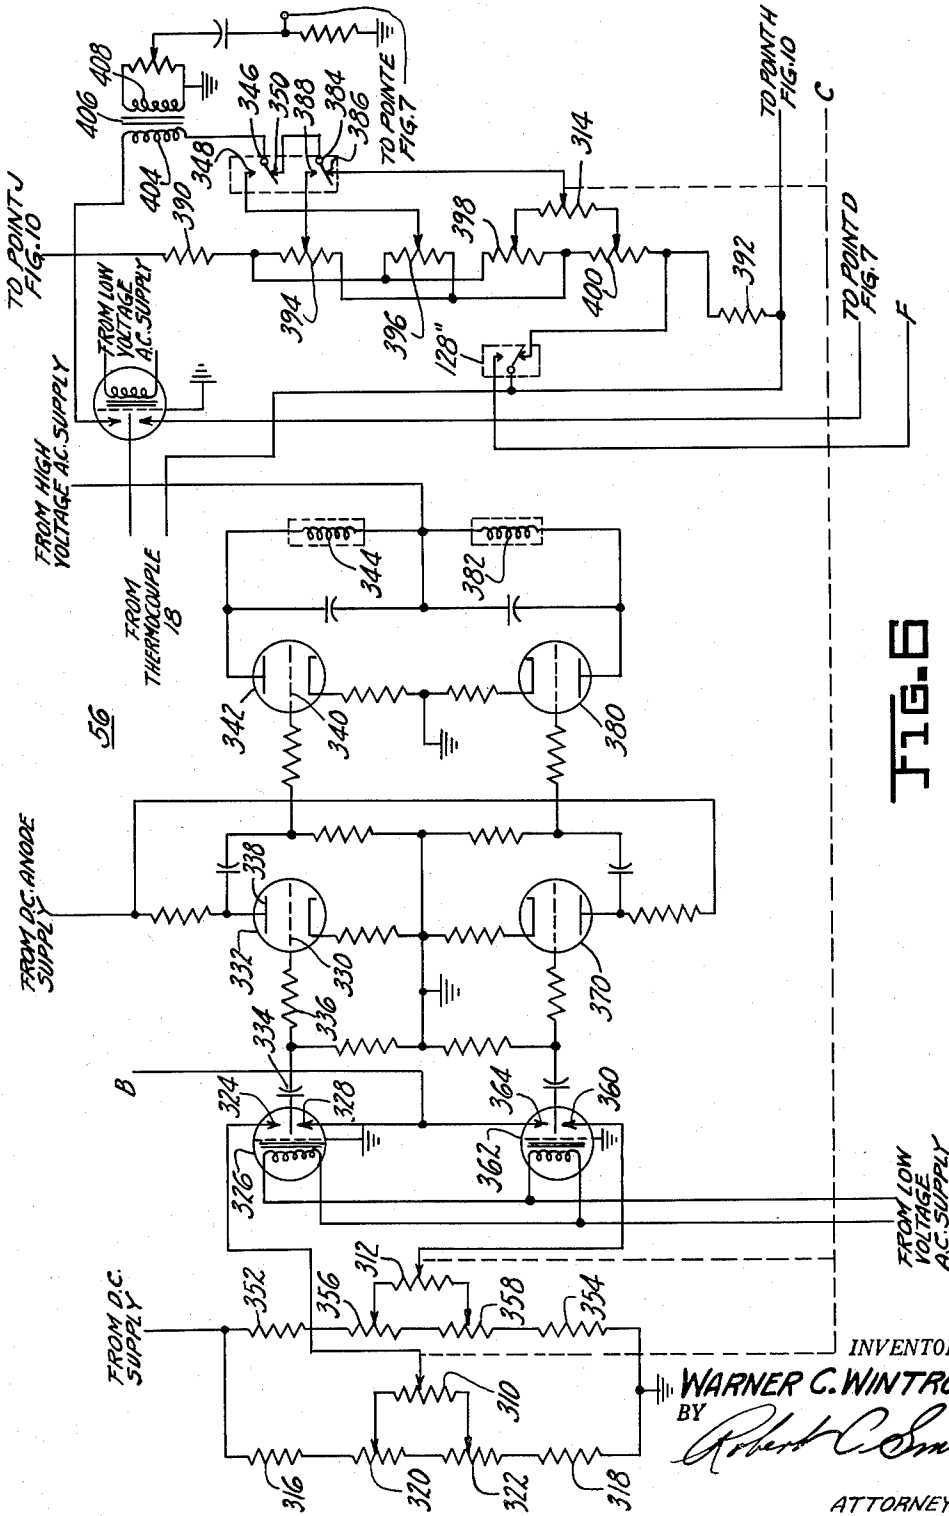 TO POINT J
FIG.10
FROM HIGH
VOLTAGE A.C. SUPPLY
FROM LOW
VOLTAGE
A.C. SUPPLY
FROM
THERMOCOUPLE
18
406
408
404
390
348
346
350
388
384
386
TO POINT E
FIG.7
394
396
398
314
400
392
128"
TO POINT H
FIG.10
C
TO POINT D
FIG.7
F
56
344
382
342
340
380
FROM D.C. ANODE
SUPPLY
338
332
330
336
334
370
B
324
328
326
364
360
362
FROM LOW
VOLTAGE
A.C. SUPPLY
FROM D.C.
SUPPLY
352
356
312
358
354
310
316
320
322
318
FIG.6
INVENTO
WARNER C. WINTRO
BY
Robert C. Sm
ATTORNEY